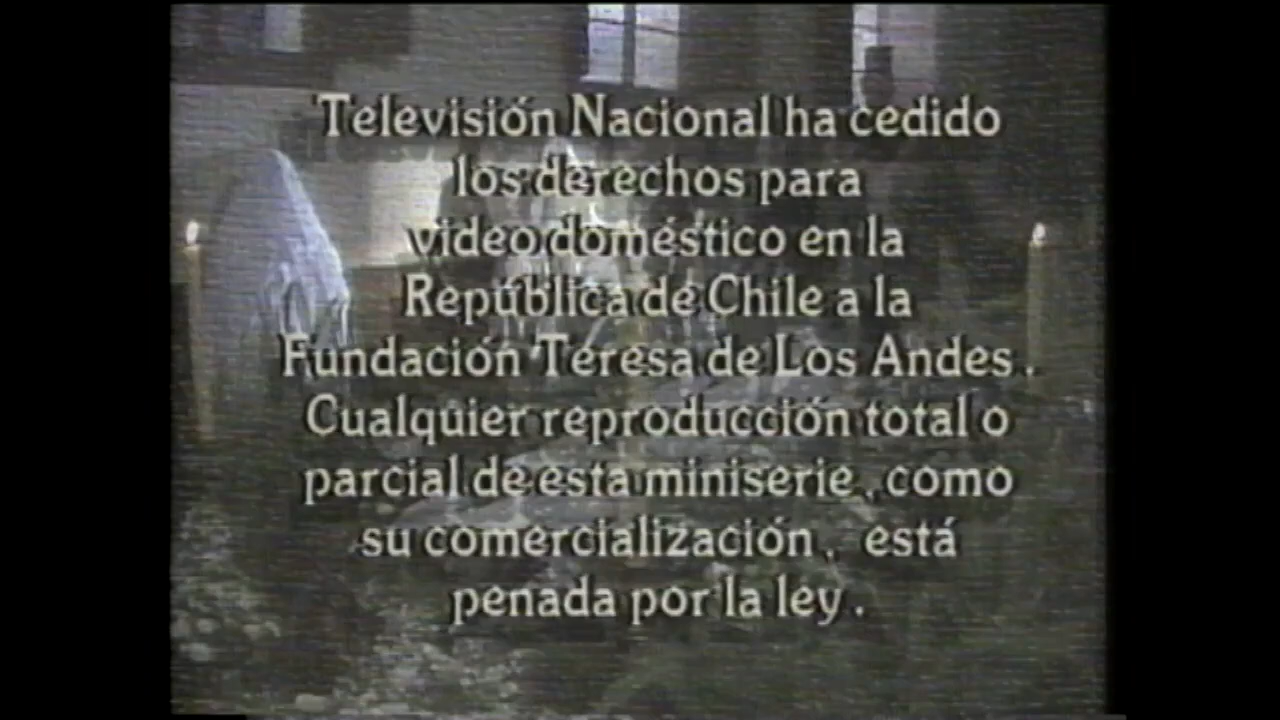 Televisión Nacional ha cedido
los derechos para
video doméstico en la
República de Chile a la
Fundación Teresa de Los Andes.
Cualquier reproducción total o
parcial de esta miniserie, como
su comercialización, está
penada por la ley.